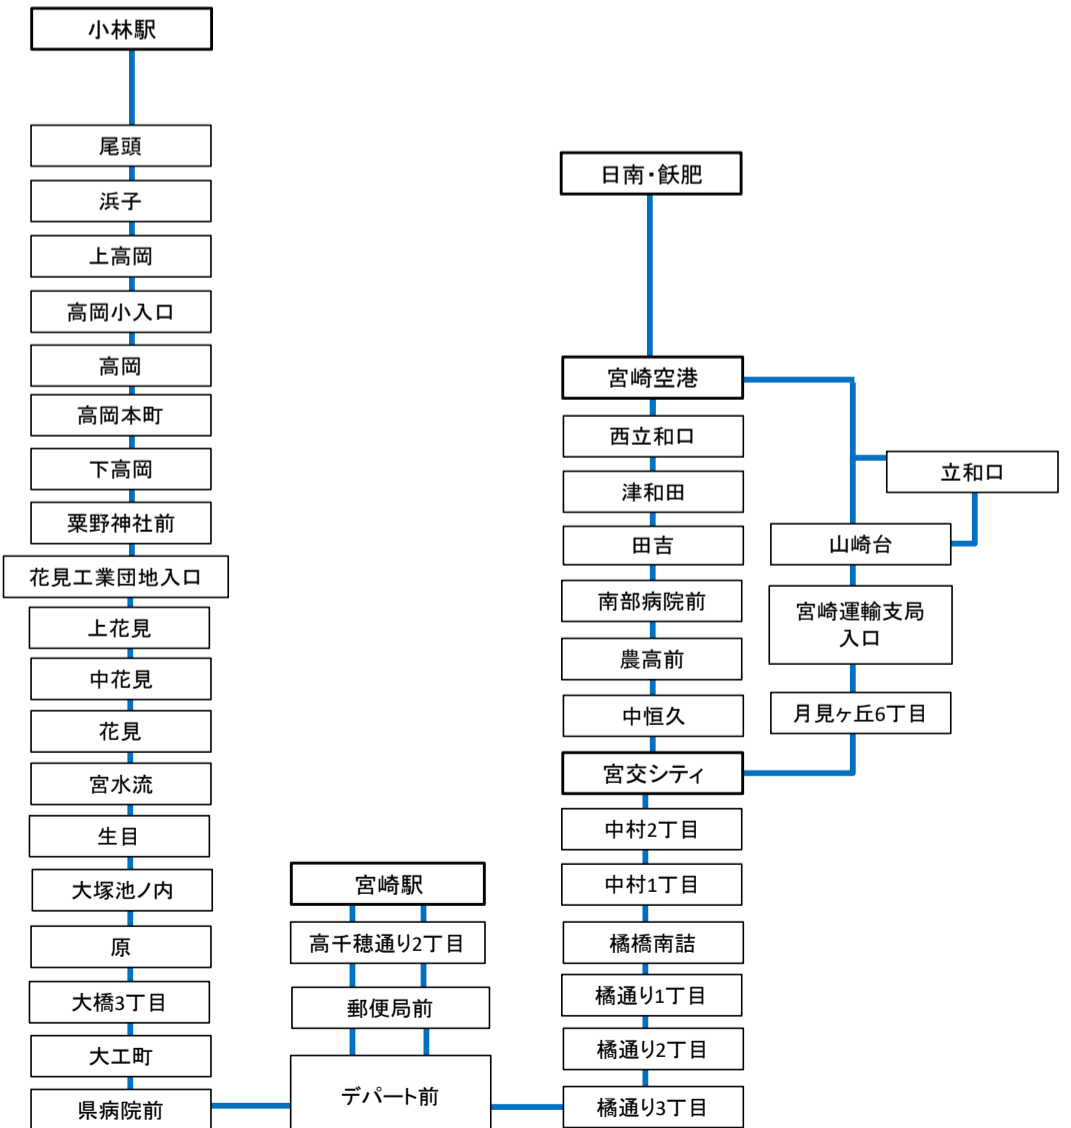 小林駅
尾頭
浜子
上高岡
高岡小入口
高岡
高岡本町
下高岡
粟野神社前
花見工業団地入口
上花見
中花見
花見
宮水流
生目
大塚池ノ内
原
大橋3丁目
大工町
県病院前
宮崎駅
高千穂通り2丁目
郵便局前
デパート前
日南・飫肥
宮崎空港
西立和口
津和田
田吉
南部病院前
農高前
中恒久
宮交シティ
中村2丁目
中村1丁目
橘橋南詰
橘通り1丁目
橘通り2丁目
橘通り3丁目
立和口
山崎台
宮崎運輸支局
入口
月見ヶ丘6丁目